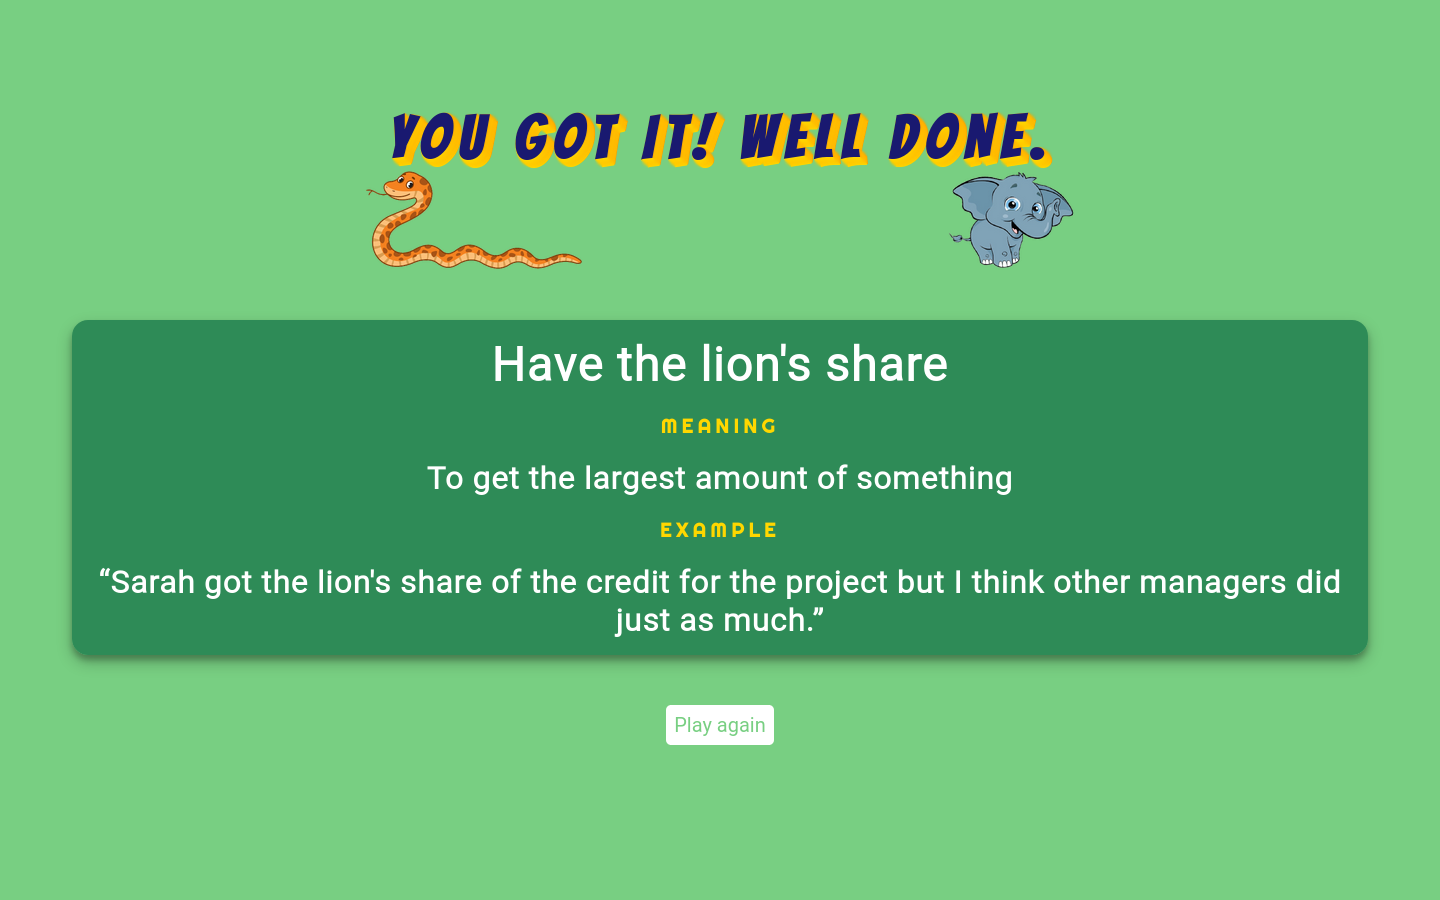 YOU GOT IT! WELL DONE.
Have the lion's share
MEANING
To get the largest amount of something
EXAMPLE
“Sarah got the lion's share of the credit for the project but I think other managers did
just as much.”
Play again